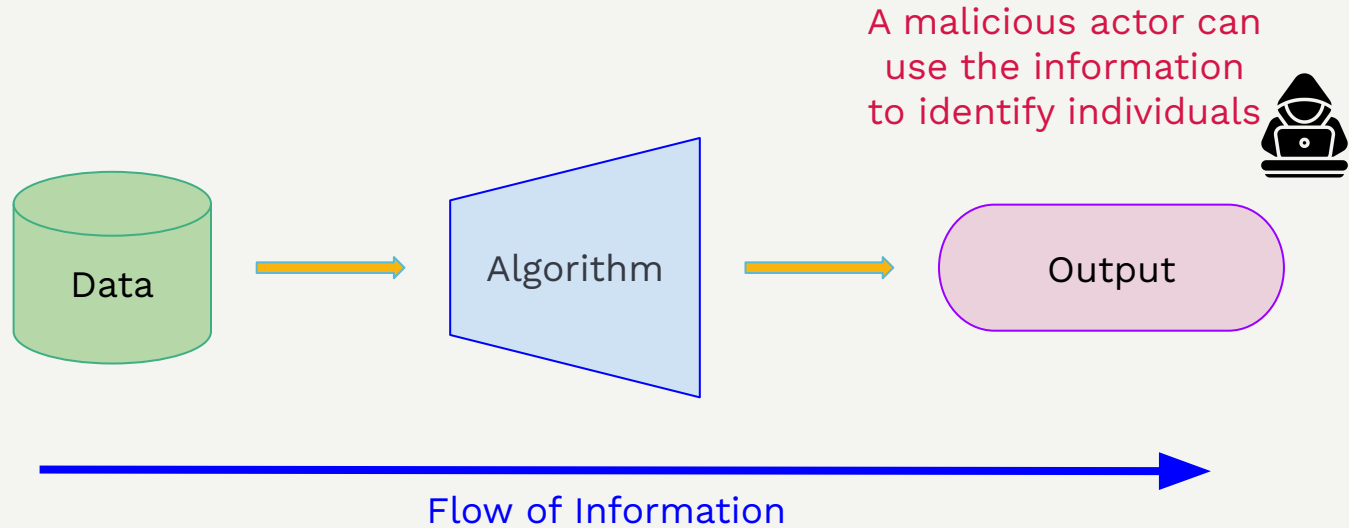 A malicious actor can
use the information
to identify individuals
Data
Algorithm
Output
Flow of Information